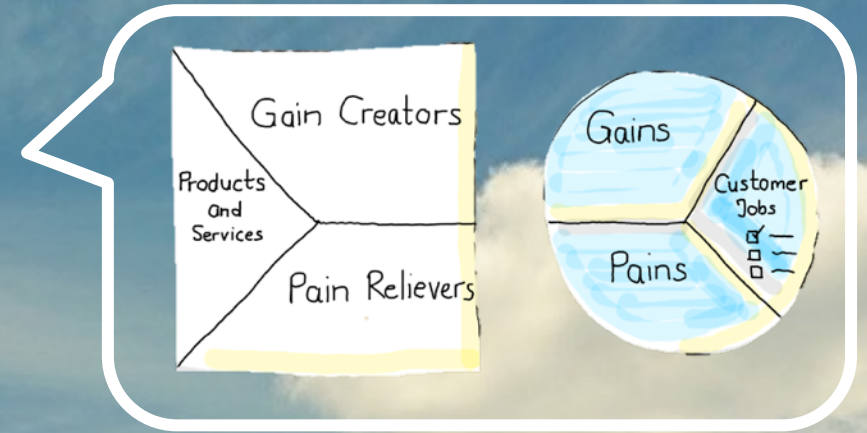 Gain Creators
Products
and
Services
Pain Relievers
Gains
Customer
Jobs
Pains